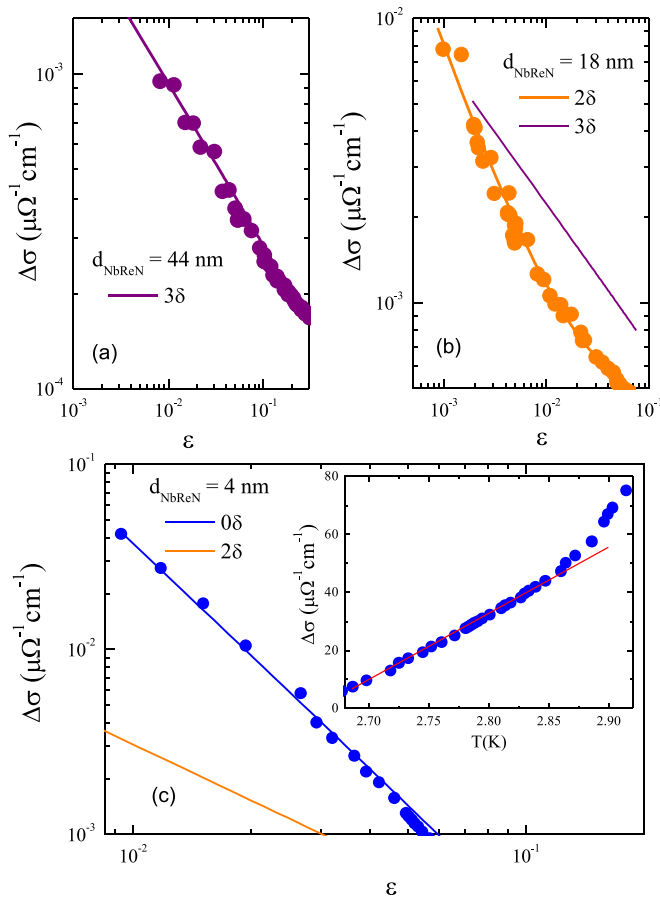 10⁻³
Δσ (μΩ⁻¹cm⁻¹)
d_NbReN = 44 nm
3δ
(a)
10⁻⁴
10⁻³ 10⁻² 10⁻¹
ε
10⁻²
d_NbReN = 18 nm
2δ
3δ
Δσ (μΩ⁻¹cm⁻¹)
10⁻³
(b)
10⁻³ 10⁻² 10⁻¹
ε
10⁻¹
d_NbReN = 4 nm
0δ
2δ
Δσ (μΩ⁻¹cm⁻¹)
10⁻²
(c)
10⁻³
10⁻² 10⁻¹
ε
80
60
40
20
0
Δσ (μΩ⁻¹cm⁻¹)
2.70 2.75 2.80 2.85 2.90
T(K)